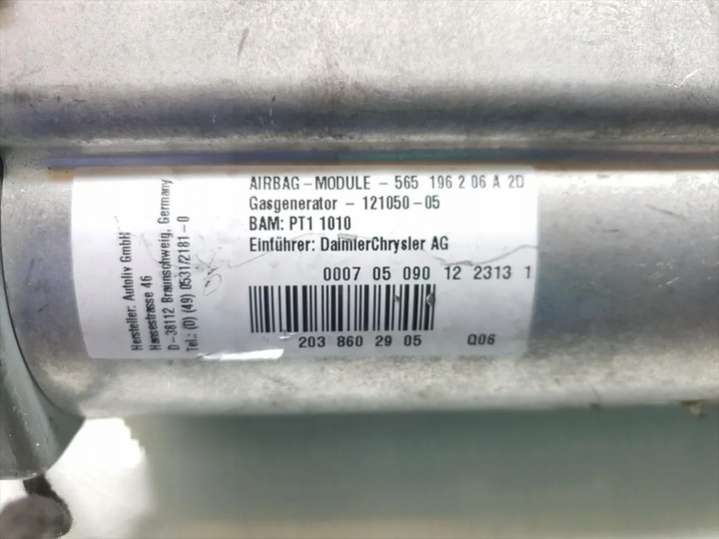 Hersteller: Autoliv GmbH
Hansestrasse 46
D-38112 Braunschweig, Germany
Tel.: (0) (49) 0531/2181-0
AIRBAG-MODULE - 565 196 2 06 A 2D
Gasgenerator - 121050-05
BAM: PT1 1010
Einführer: DaimlerChrysler AG
0007 05 090 12 2313 1
203 860 29 05 Q06